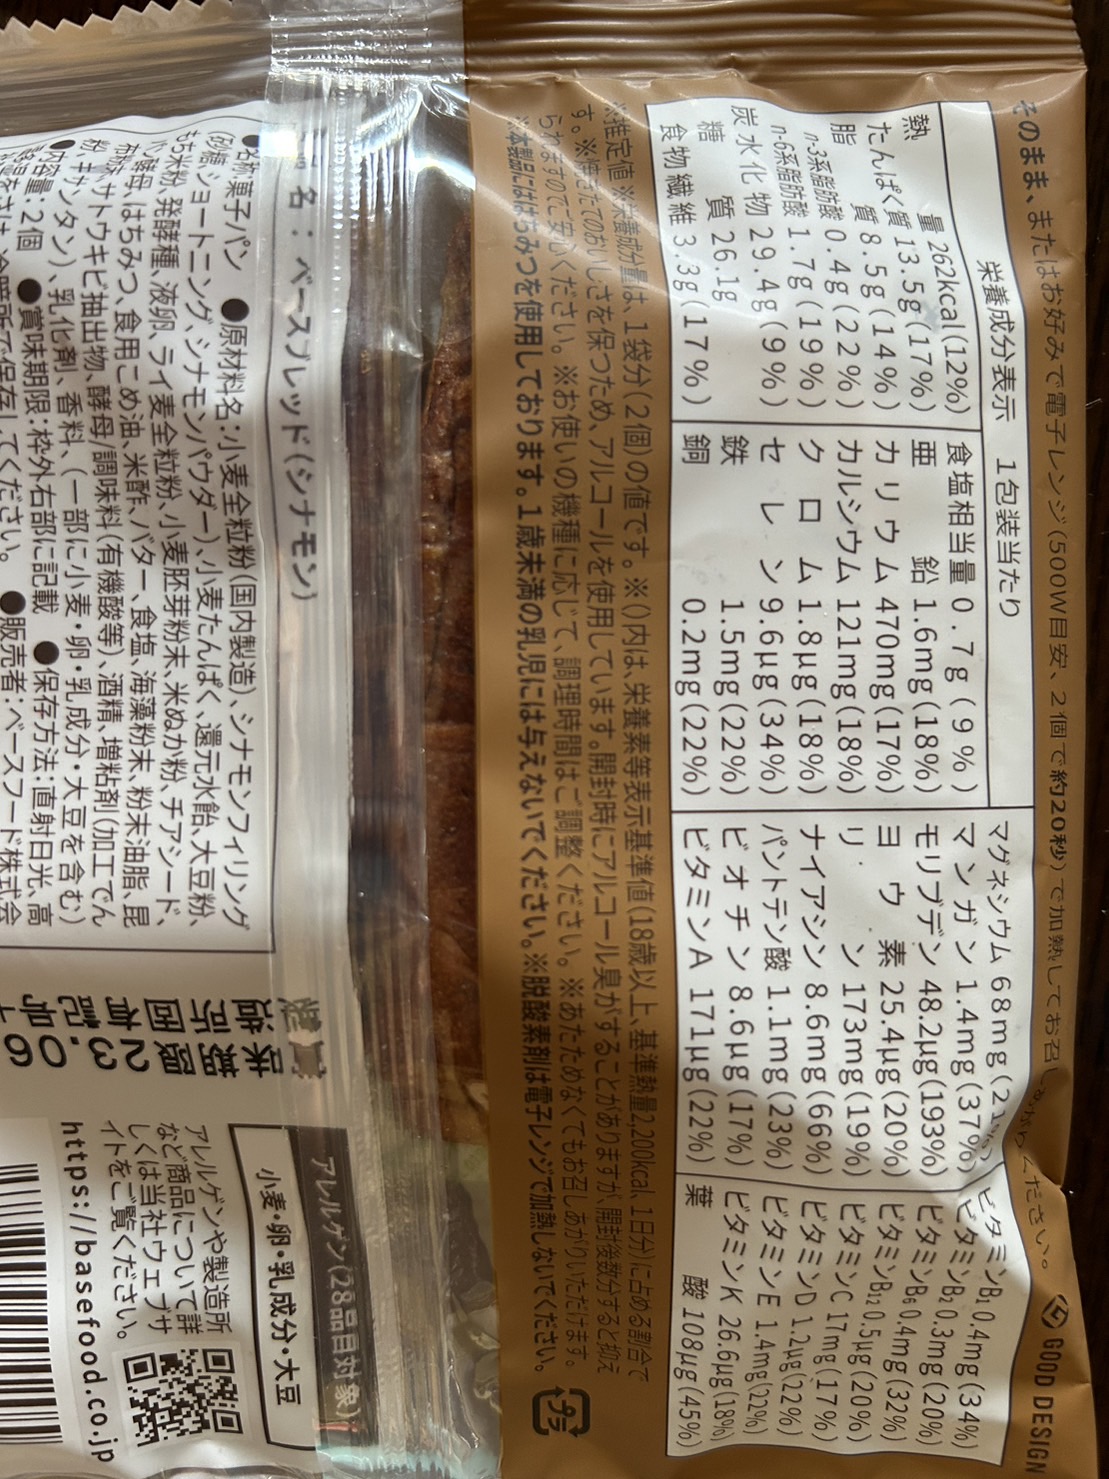 そのまま、またはお好みで電子レンジ(500W目安、2個で約20秒)で加熱してお召し ください。
GOOD DESIGN
栄養成分表示 1包装当たり
熱量 262kcal(12%)
たんぱく質 13.5g(17%)
脂質 8.5g(14%)
n-3系脂肪酸 0.4g(22%)
n-6系脂肪酸 1.7g(19%)
炭水化物 29.4g(9%)
糖質 26.1g
食物繊維 3.3g(17%)
食塩相当量 0.7g(9%)
亜鉛 1.6mg(18%)
カリウム 470mg(17%)
カルシウム 121mg(18%)
クロム 1.8μg(18%)
セレン 9.6μg(34%)
鉄 1.5mg(22%)
銅 0.2mg(22%)
マグネシウム 68mg(21%)
マンガン 1.4mg(37%)
モリブデン 48.2μg(193%)
ヨウ素 25.4μg(20%)
リン 173mg(19%)
ナイアシン 8.6mg(66%)
パントテン酸 1.1mg(23%)
ビオチン 8.6μg(17%)
ビタミンA 171μg(22%)
ビタミンB₁ 0.4mg(34%)
ビタミンB₂ 0.3mg(20%)
ビタミンB₆ 0.4mg(32%)
ビタミンB₁₂ 0.5μg(20%)
ビタミンC 17mg(17%)
ビタミンD 1.2μg(22%)
ビタミンE 1.4mg(22%)
ビタミンK 26.6μg(18%)
葉酸 108μg(45%)
※推定値 ※栄養成分量は、1袋分(2個)の値です。※()内は、栄養素等表示基準値(18歳以上、基準熱量2,200kcal、1日分)に占める割合で
す。※焼きたてのおいしさを保つため、アルコールを使用しています。開封時にアルコール臭がすることがありますが、開封後数分すると抑え
られますのでご安心ください。※お使いの機種に応じて、調理時間はご調整ください。※あたためなくてもお召しあがりいただけます。
※本製品にははちみつを使用しております。1歳未満の乳児には与えないでください。※脱酸素剤は電子レンジで加熱しないでください。
プラ
名:ベースブレッド(シナモン)
●名称:菓子パン ●原材料名:小麦全粒粉(国内製造)、シナモンフィリング
(砂糖、ショートニング、シナモンパウダー)、小麦たんぱく、還元水飴、大豆粉、
もち米粉、発酵種、液卵、ライ麦全粒粉、小麦胚芽粉末、米ぬか粉、チアシード、
パン酵母、はちみつ、食用こめ油、米酢、バター、食塩、海藻粉末、粉末油脂、昆
布粉、サトウキビ抽出物、酵母/調味料(有機酸等)、酒精、増粘剤(加工でん
粉、キサンタン)、乳化剤、香料、(一部に小麦・卵・乳成分・大豆を含む)
●内容量:2個 ●賞味期限:枠外右部に記載 ●保存方法:直射日光、高
してください。 ●販売者:ベースフード株式会
味期限23.06
造所固有記号
アレルゲン(28品目対象)
小麦・卵・乳成分・大豆
アレルゲンや製造所
など商品について詳
しくは当社ウェブサ
イトをご覧ください。
https://basefood.co.jp